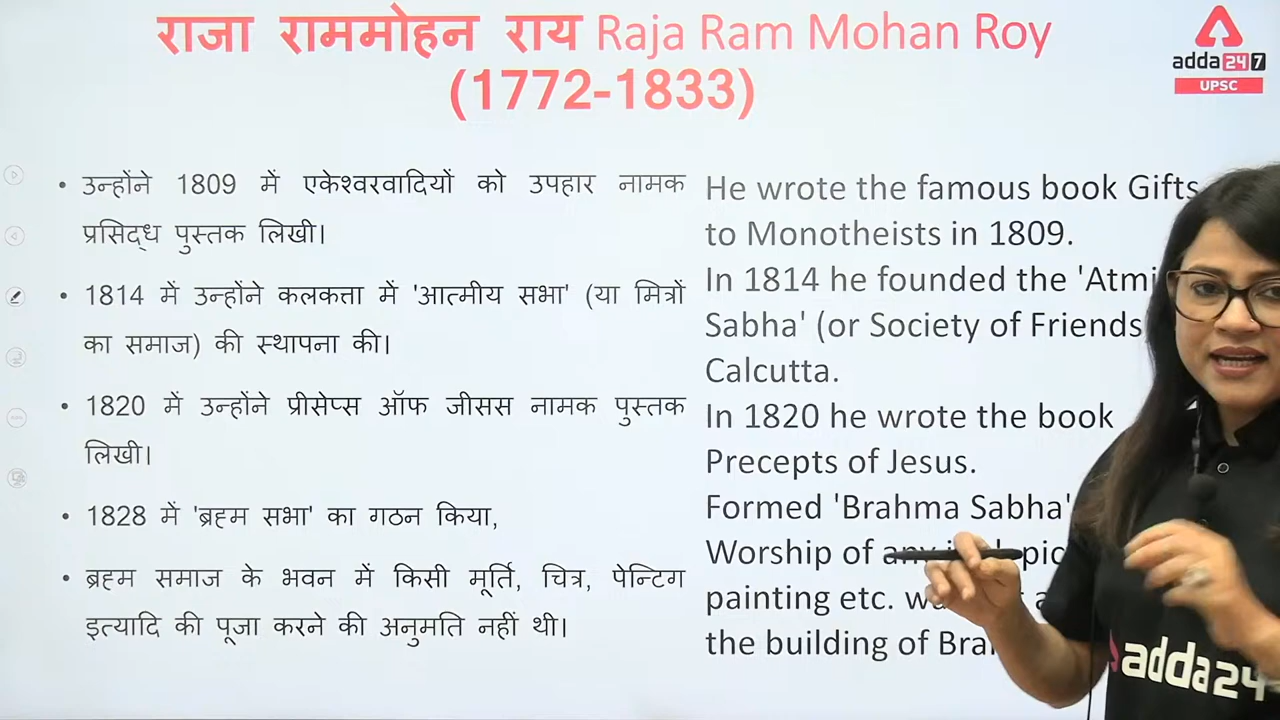 राजा राममोहन राय Raja Ram Mohan Roy
(1772-1833)
adda 24 7
UPSC
• उन्होंने 1809 में एकेश्वरवादियों को उपहार नामक
प्रसिद्ध पुस्तक लिखी।
• 1814 में उन्होंने कलकत्ता में 'आत्मीय सभा' (या मित्रों
का समाज) की स्थापना की।
• 1820 में उन्होंने प्रीसेप्स ऑफ जीसस नामक पुस्तक
लिखी।
• 1828 में 'ब्रह्म सभा' का गठन किया,
• ब्रह्म समाज के भवन में किसी मूर्ति, चित्र, पेन्टिग
इत्यादि की पूजा करने की अनुमति नहीं थी।
He wrote the famous book Gifts
to Monotheists in 1809.
In 1814 he founded the
Sabha' (or Society of Friends
Calcutta.
In 1820 he wrote the book
Precepts of Jesus.
Formed 'Brahma Sabha'
Worship of any
painting etc.
the building of
adda24